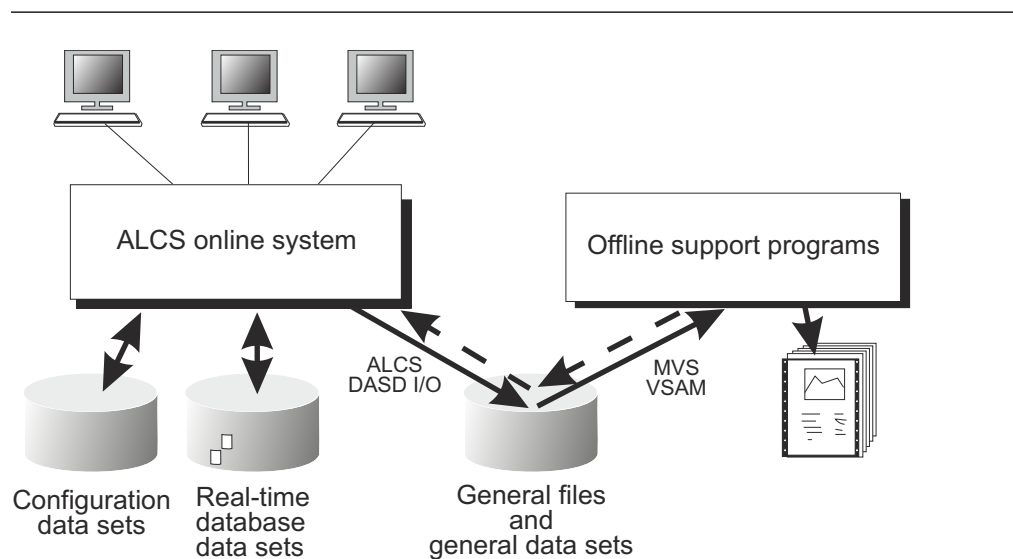 ALCS online system
Offline support programs
ALCS
DASD I/O
MVS
VSAM
Configuration
data sets
Real-time
database
data sets
General files
and
general data sets